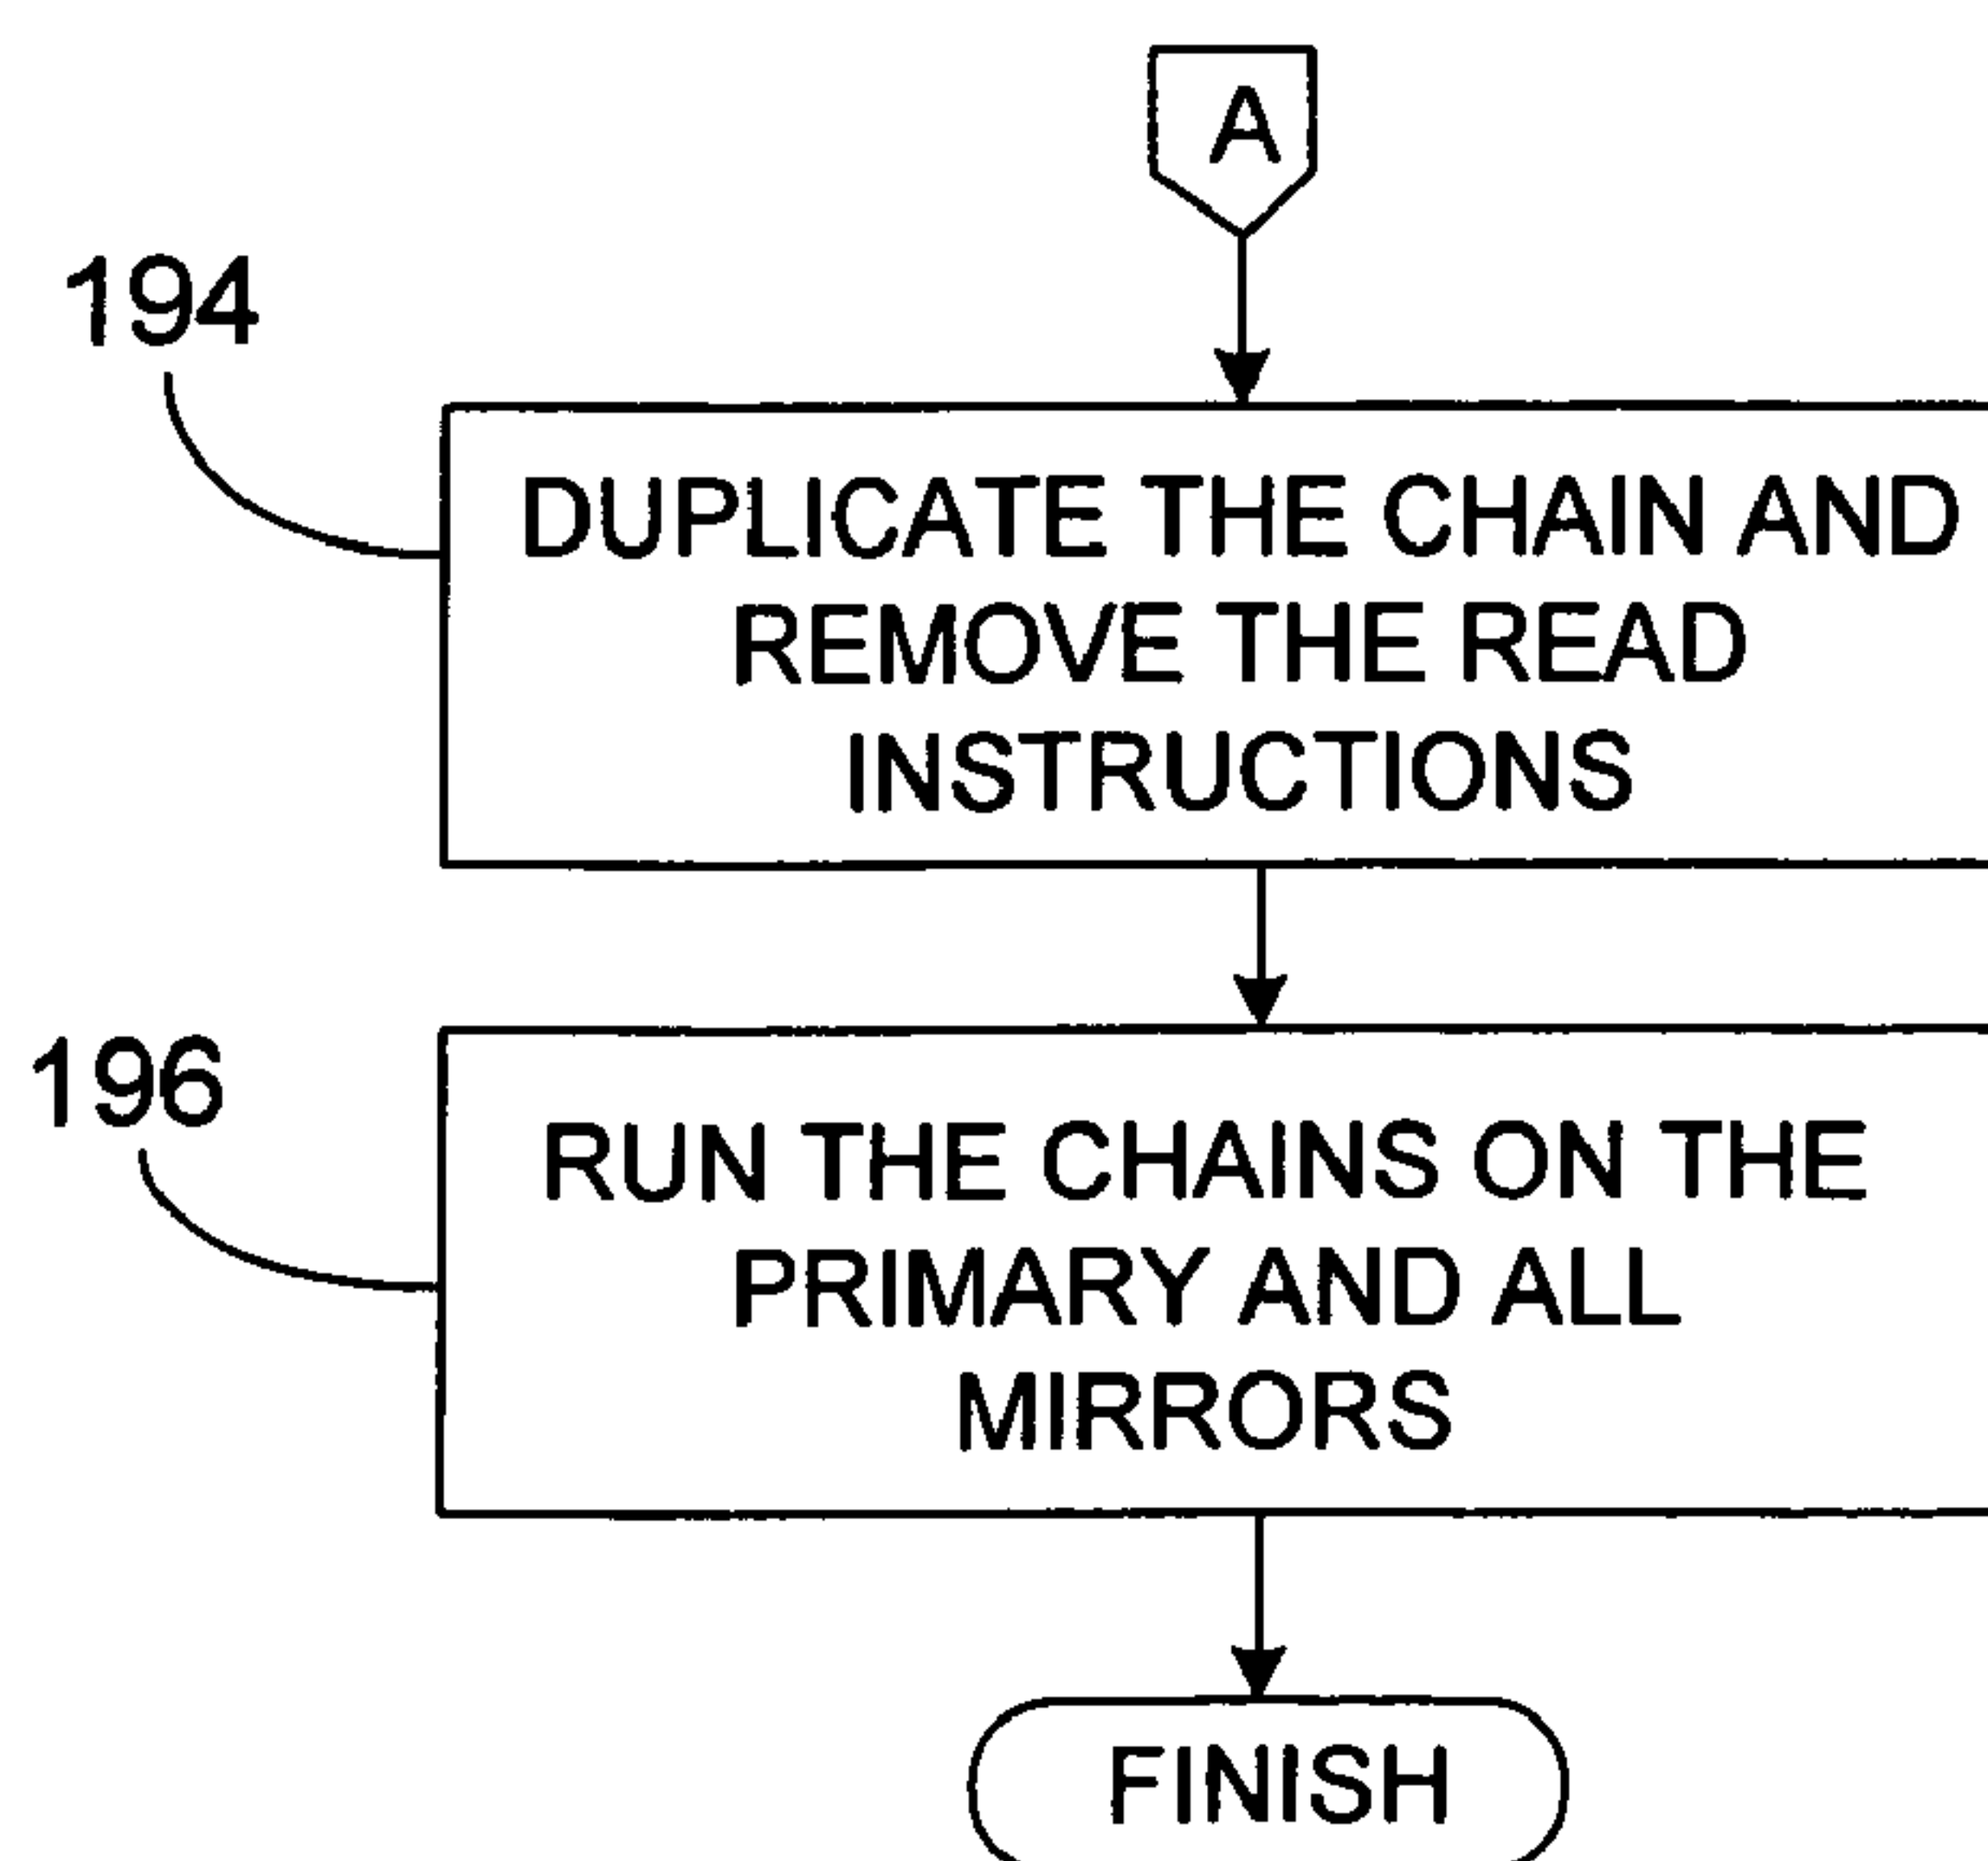 A
194
DUPLICATE THE CHAIN AND
REMOVE THE READ
INSTRUCTIONS
196
RUN THE CHAINS ON THE
PRIMARY AND ALL
MIRRORS
FINISH